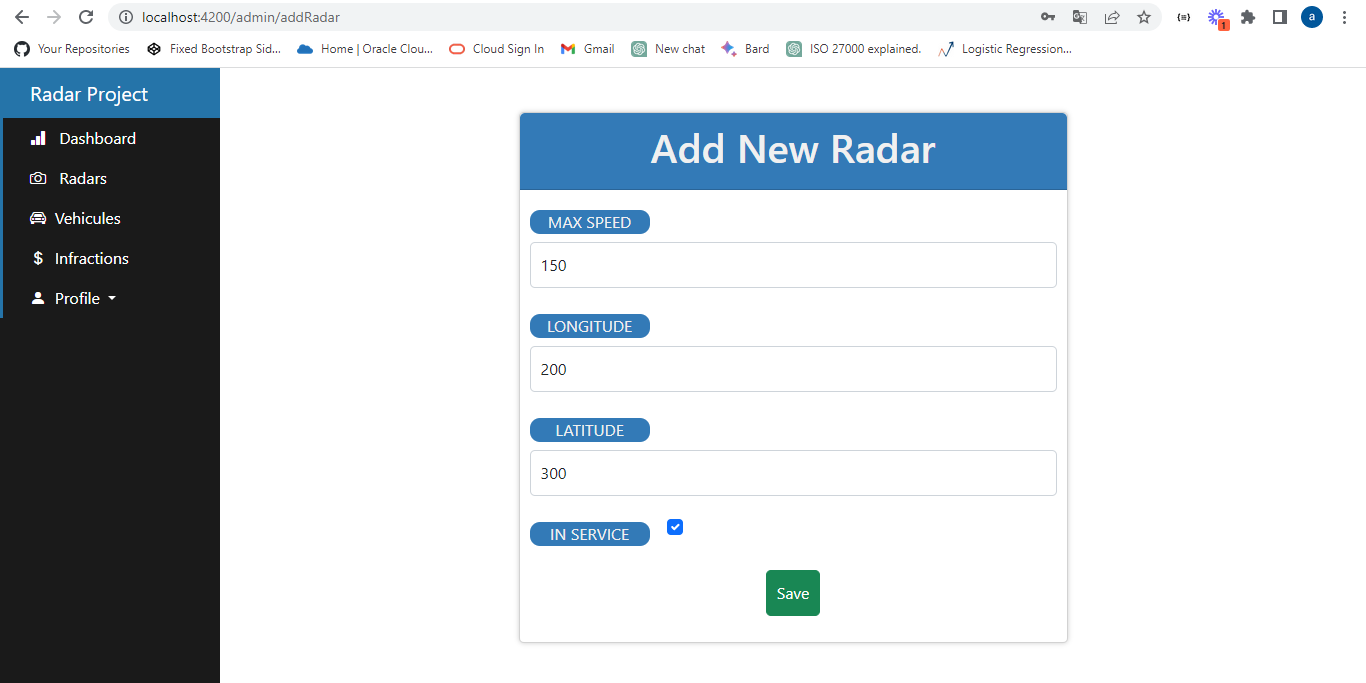 localhost:4200/admin/addRadar
1
a
Your Repositories
Fixed Bootstrap Sid...
Home | Oracle Clou...
Cloud Sign In
Gmail
New chat
Bard
ISO 27000 explained.
Logistic Regression...
Radar Project
Dashboard
Radars
Vehicules
Infractions
Profile
Add New Radar
MAX SPEED
150
LONGITUDE
200
LATITUDE
300
IN SERVICE
Save